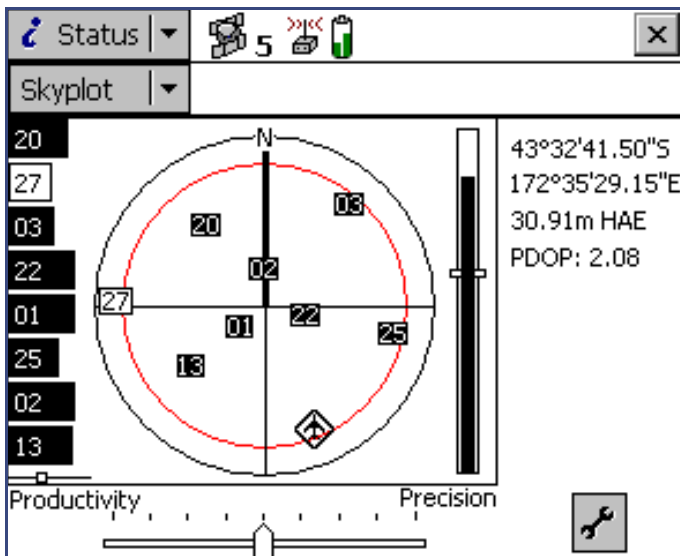 i Status
5
Skyplot
20
27
03
22
01
25
02
13
N
03
20
02
27
22
01
25
13
43°32'41.50"S
172°35'29.15"E
30.91m HAE
PDOP: 2.08
Productivity
Precision